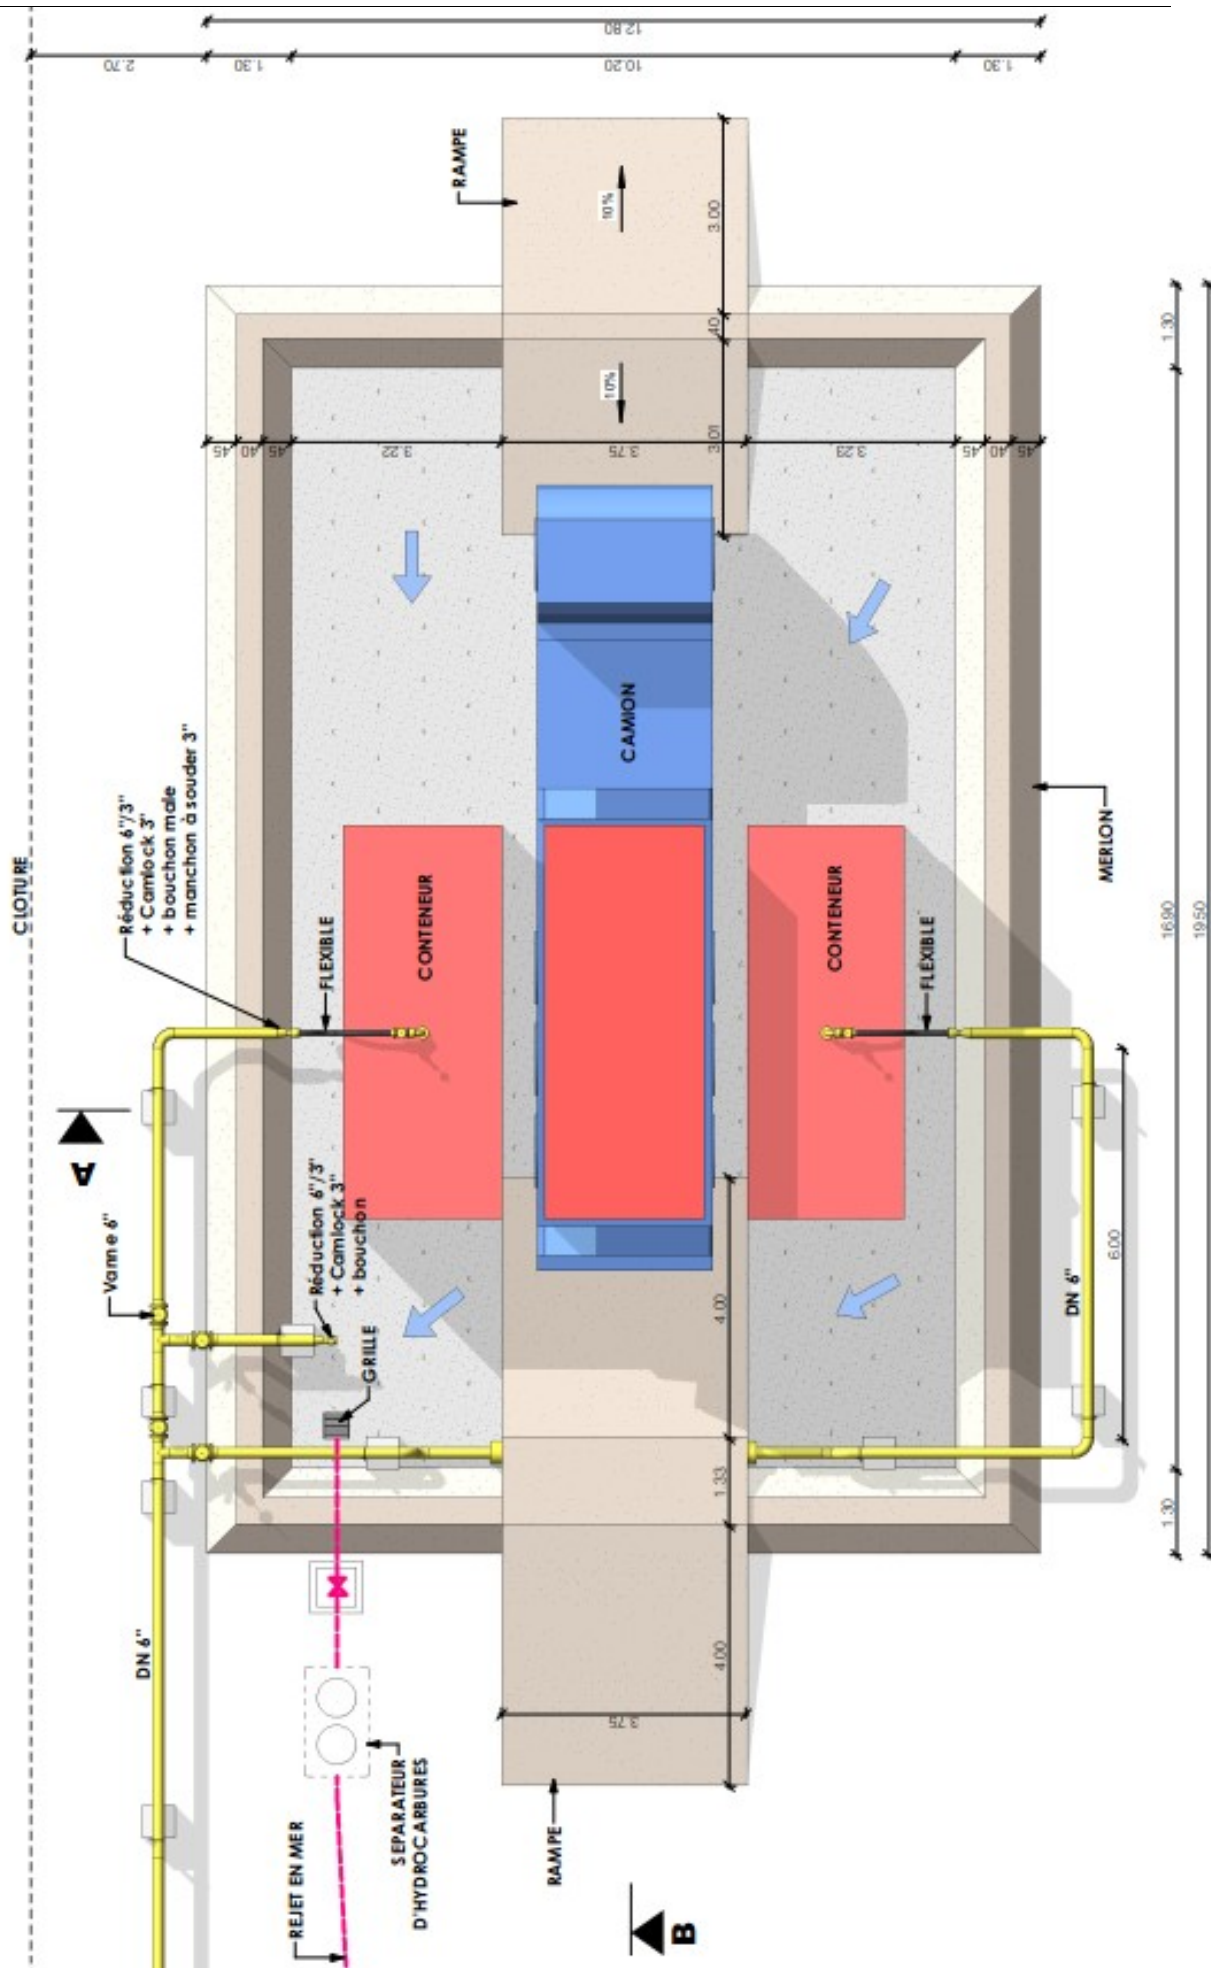 12.80
2.70
1.30
10.20
1.30
CLOTURE
RAMPE
10%
3.00
40
10%
3.01
1.30
45
40
45
3.22
3.75
3.23
45
40
45
Réduction 6"/3"
+ Camlock 3"
+ bouchon male
+ manchon à souder 3"
FLEXIBLE
CONTENEUR
CAMION
CONTENEUR
FLEXIBLE
MERLON
16.90
19.50
A
Vanne 6"
Réduction 6"/3"
+ Camlock 3"
+ bouchon
GRILLE
4.00
6.00
DN 6"
1.33
1.30
DN 6"
4.00
3.75
SEPARATEUR
D'HYDROCARBURES
REJET EN MER
RAMPE
B